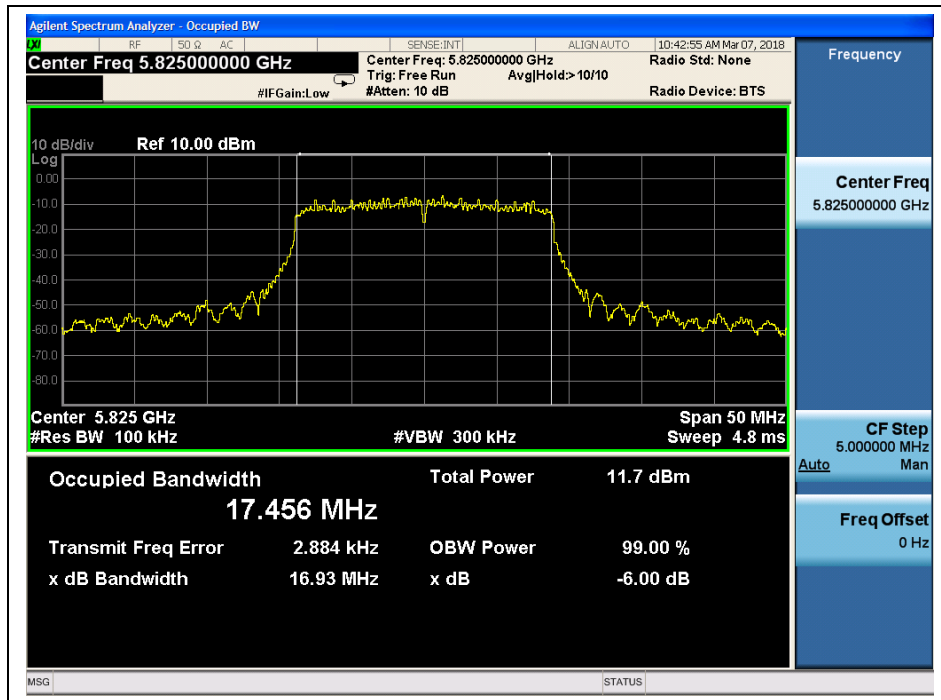 Agilent Spectrum Analyzer - Occupied BW
LXI RF 50 Ω AC SENSE:INT ALIGN AUTO 10:42:55 AM Mar 07, 2018
Center Freq 5.825000000 GHz
Center Freq: 5.825000000 GHz
Radio Std: None
Trig: Free Run Avg|Hold:>10/10
#IFGain:Low
#Atten: 10 dB
Radio Device: BTS
10 dB/div Ref 10.00 dBm
Log
0.00
-10.0
-20.0
-30.0
-40.0
-50.0
-60.0
-70.0
-80.0
Center 5.825 GHz Span 50 MHz
#Res BW 100 kHz #VBW 300 kHz Sweep 4.8 ms
Occupied Bandwidth Total Power 11.7 dBm
17.456 MHz
Transmit Freq Error 2.884 kHz OBW Power 99.00 %
x dB Bandwidth 16.93 MHz x dB -6.00 dB
Frequency
Center Freq
5.825000000 GHz
CF Step
5.000000 MHz
Auto Man
Freq Offset
0 Hz
MSG STATUS